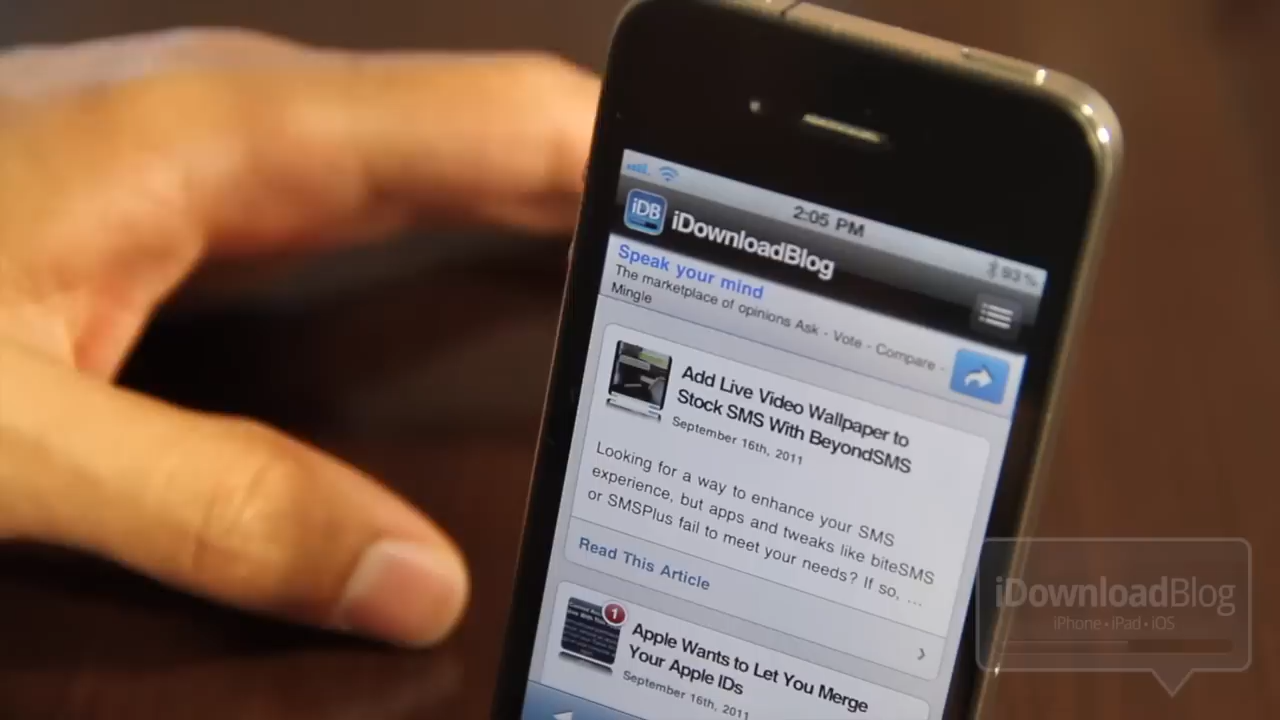 2:05 PM
93%
iDB
iDownloadBlog
Speak your mind
The marketplace of opinions Ask - Vote - Compare -
Mingle
Add Live Video Wallpaper to
Stock SMS With BeyondSMS
September 16th, 2011
Looking for a way to enhance your SMS
experience, but apps and tweaks like biteSMS
or SMSPlus fail to meet your needs? If so, ...
Read This Article
1
Apple Wants to Let You Merge
Your Apple IDs
September 16th, 2011
iDownloadBlog
iPhone • iPad • iOS